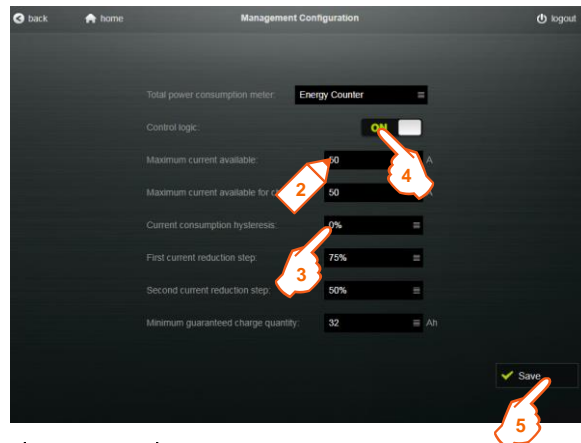 back home Management Configuration logout
Total power consumption meter: Energy Counter
Control logic: ON
Maximum current available: 50 A
4
2
Maximum current available for 50
Current consumption hysteresis: 0%
First current reduction step: 75%
3
Second current reduction step: 50%
Minimum guaranteed charge quantity: 32 Ah
Save
5